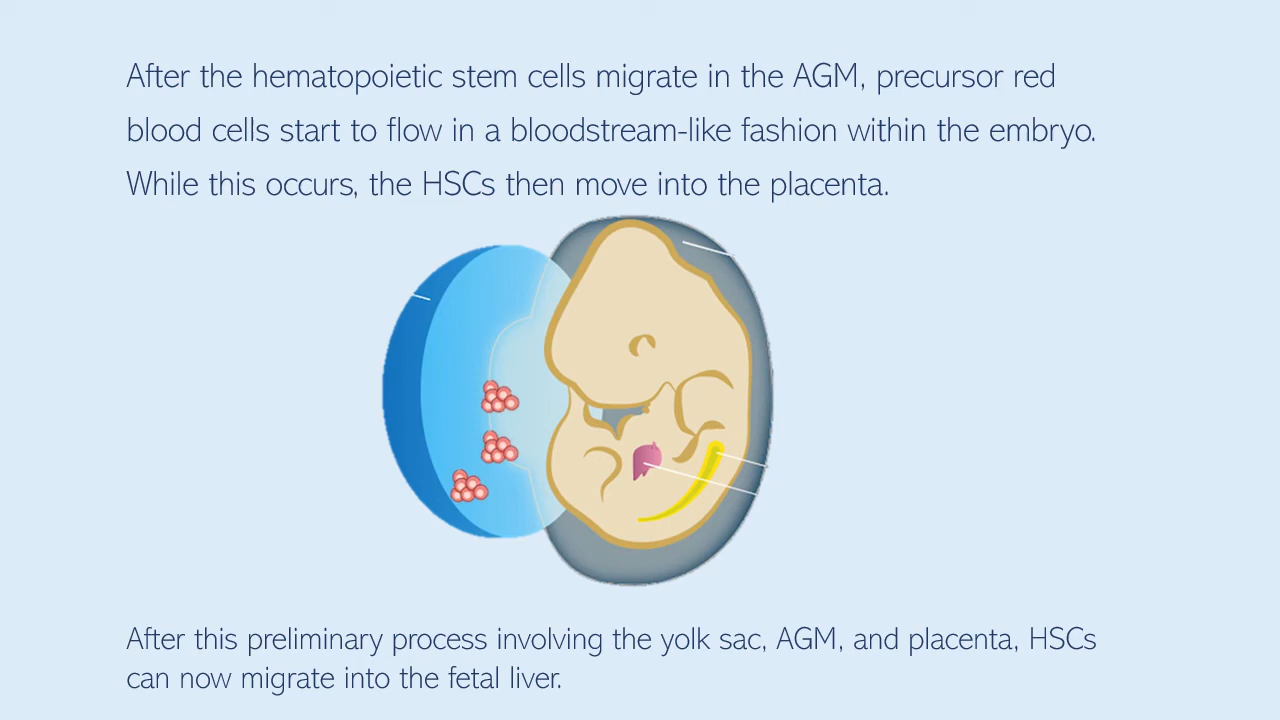 After the hematopoietic stem cells migrate in the AGM, precursor red
blood cells start to flow in a bloodstream-like fashion within the embryo.
While this occurs, the HSCs then move into the placenta.
After this preliminary process involving the yolk sac, AGM, and placenta, HSCs
can now migrate into the fetal liver.